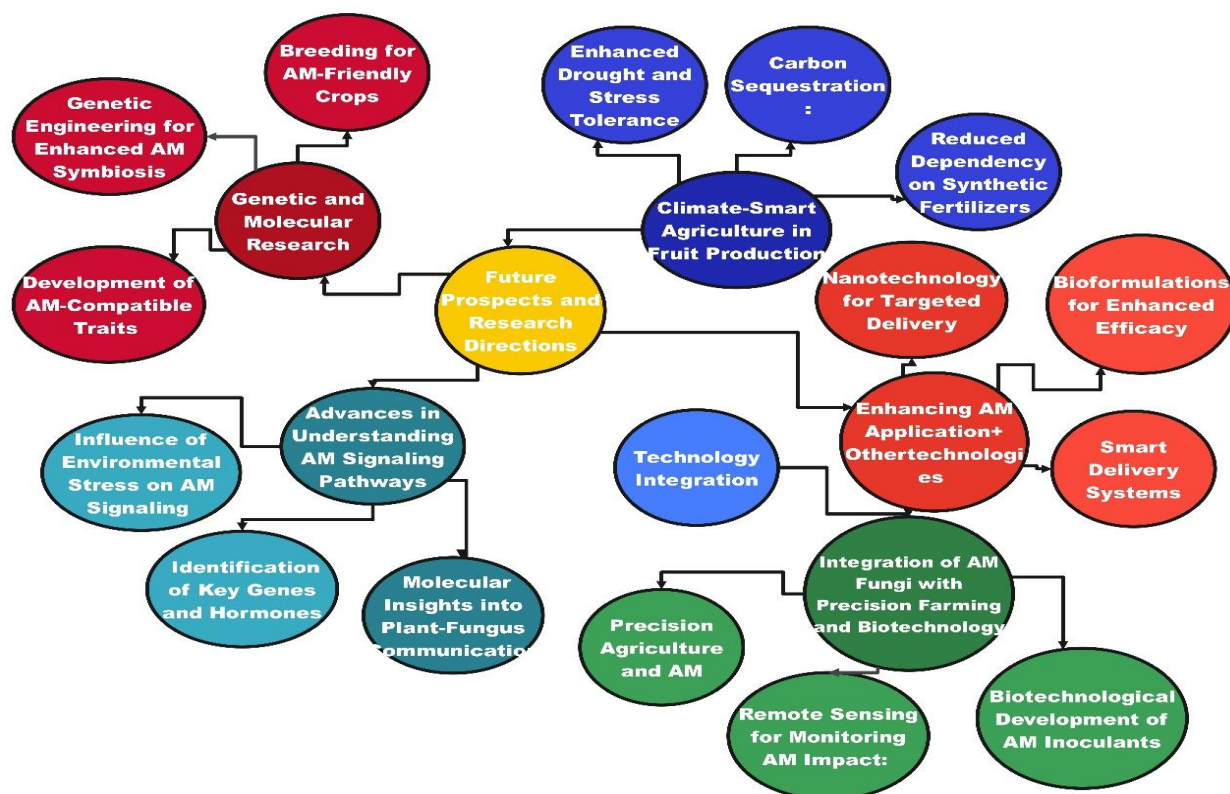 Breeding for
AM-Friendly
Crops
Genetic
Engineering for
Enhanced AM
Symbiosis
Genetic and
Molecular
Research
Development of
AM-Compatible
Traits
Enhanced
Drought and
Stress
Tolerance
Carbon
Sequestration
:
Reduced
Dependency
on Synthetic
Fertilizers
Climate-Smart
Agriculture in
Fruit Production
Future
Prospects and
Research
Directions
Nanotechnology
for Targeted
Delivery
Bioformulations
for Enhanced
Efficacy
Enhancing AM
Application+
Othertechnologi
es
Smart
Delivery
Systems
Advances in
Understanding
AM Signaling
Pathways
Influence of
Environmental
Stress on AM
Signaling
Identification
of Key Genes
and Hormones
Molecular
Insights into
Plant-Fungus
Communication
Technology
Integration
Integration of AM
Fungi with
Precision Farming
and Biotechnology
Precision
Agriculture
and AM
Remote Sensing
for Monitoring
AM Impact:
Biotechnological
Development of
AM Inoculants